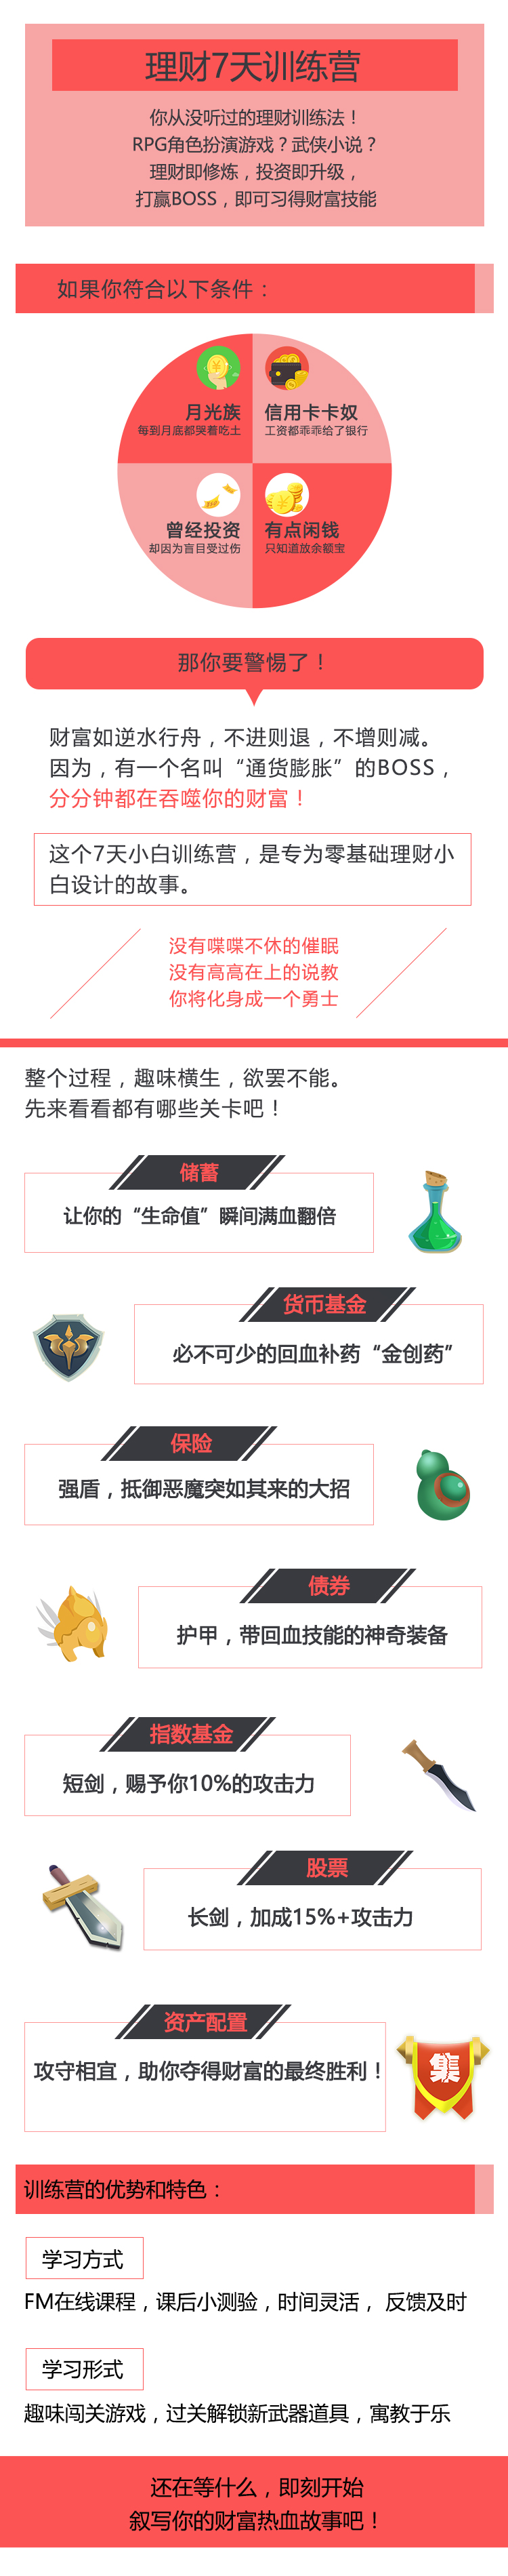 理财7天训练营
你从没听过的理财训练法！
RPG角色扮演游戏？武侠小说？
理财即修炼，投资即升级，
打赢BOSS，即可习得财富技能
如果你符合以下条件：
月光族
每到月底都哭着吃土
信用卡卡奴
工资都乖乖给了银行
曾经投资
却因为盲目受过伤
有点闲钱
只知道放余额宝
那你要警惕了！
财富如逆水行舟，不进则退，不增则减。
因为，有一个名叫“通货膨胀”的BOSS，
分分钟都在吞噬你的财富！
这个7天小白训练营，是专为零基础理财小
白设计的故事。
没有喋喋不休的催眠
没有高高在上的说教
你将化身成一个勇士
整个过程，趣味横生，欲罢不能。
先来看看都有哪些关卡吧！
储蓄
让你的“生命值”瞬间满血翻倍
货币基金
必不可少的回血补药“金创药”
保险
强盾，抵御恶魔突如其来的大招
债券
护甲，带回血技能的神奇装备
指数基金
短剑，赐予你10%的攻击力
股票
长剑，加成15%+攻击力
资产配置
攻守相宜，助你夺得财富的最终胜利！
集
训练营的优势和特色：
学习方式
FM在线课程，课后小测验，时间灵活， 反馈及时
学习形式
趣味闯关游戏，过关解锁新武器道具，寓教于乐
还在等什么，即刻开始
叙写你的财富热血故事吧！